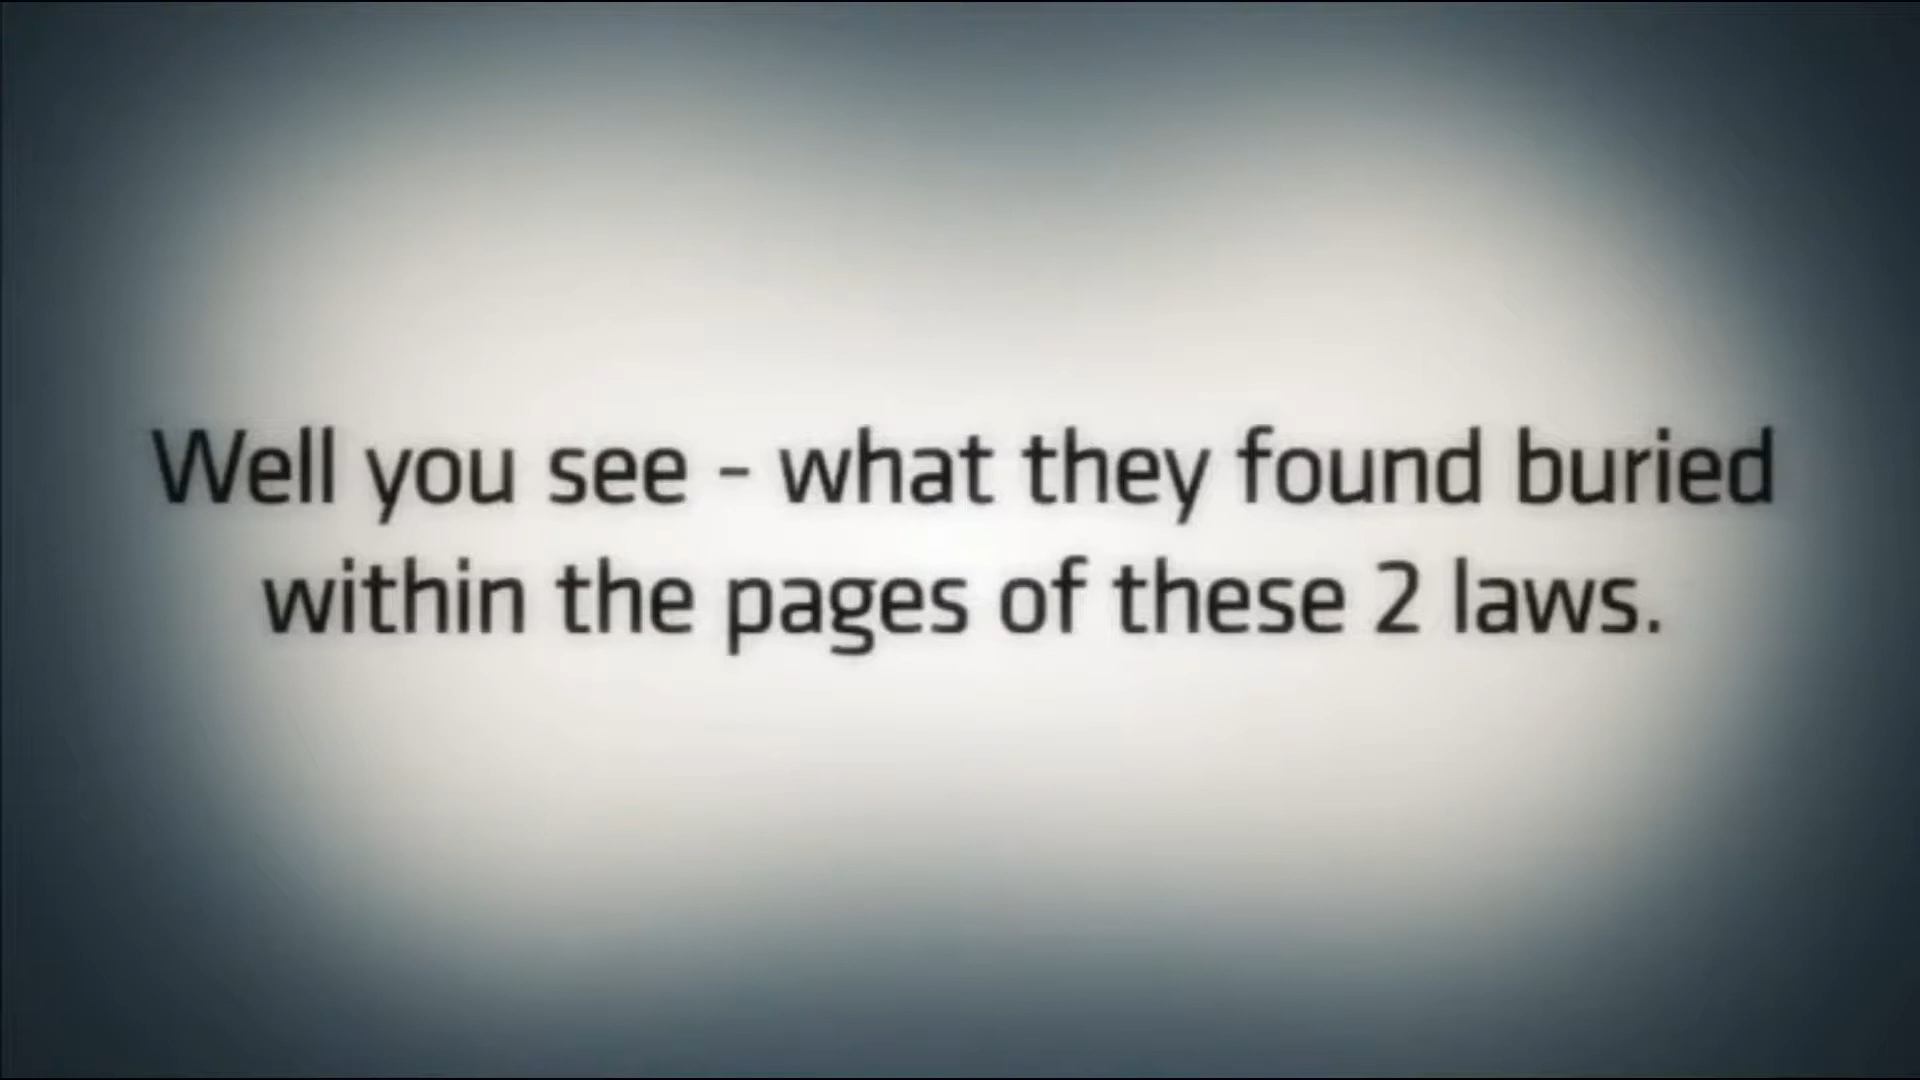 Well you see - what they found buried
within the pages of these 2 laws.